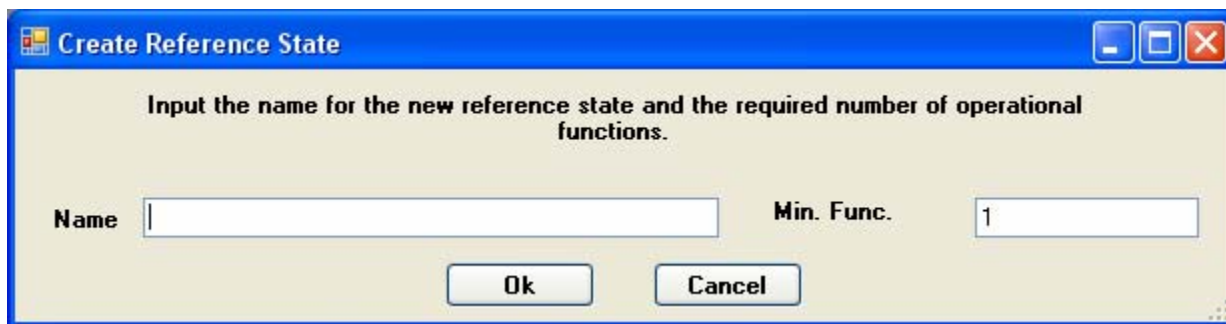 Create Reference State
Input the name for the new reference state and the required number of operational
functions.
Name
Min. Func.
1
Ok
Cancel